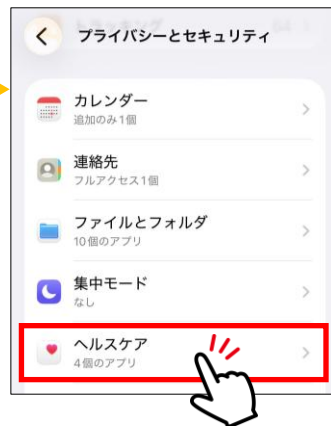 プライバシーとセキュリティ
カレンダー
追加のみ1個
連絡先
フルアクセス1個
ファイルとフォルダ
10個のアプリ
集中モード
なし
ヘルスケア
4個のアプリ